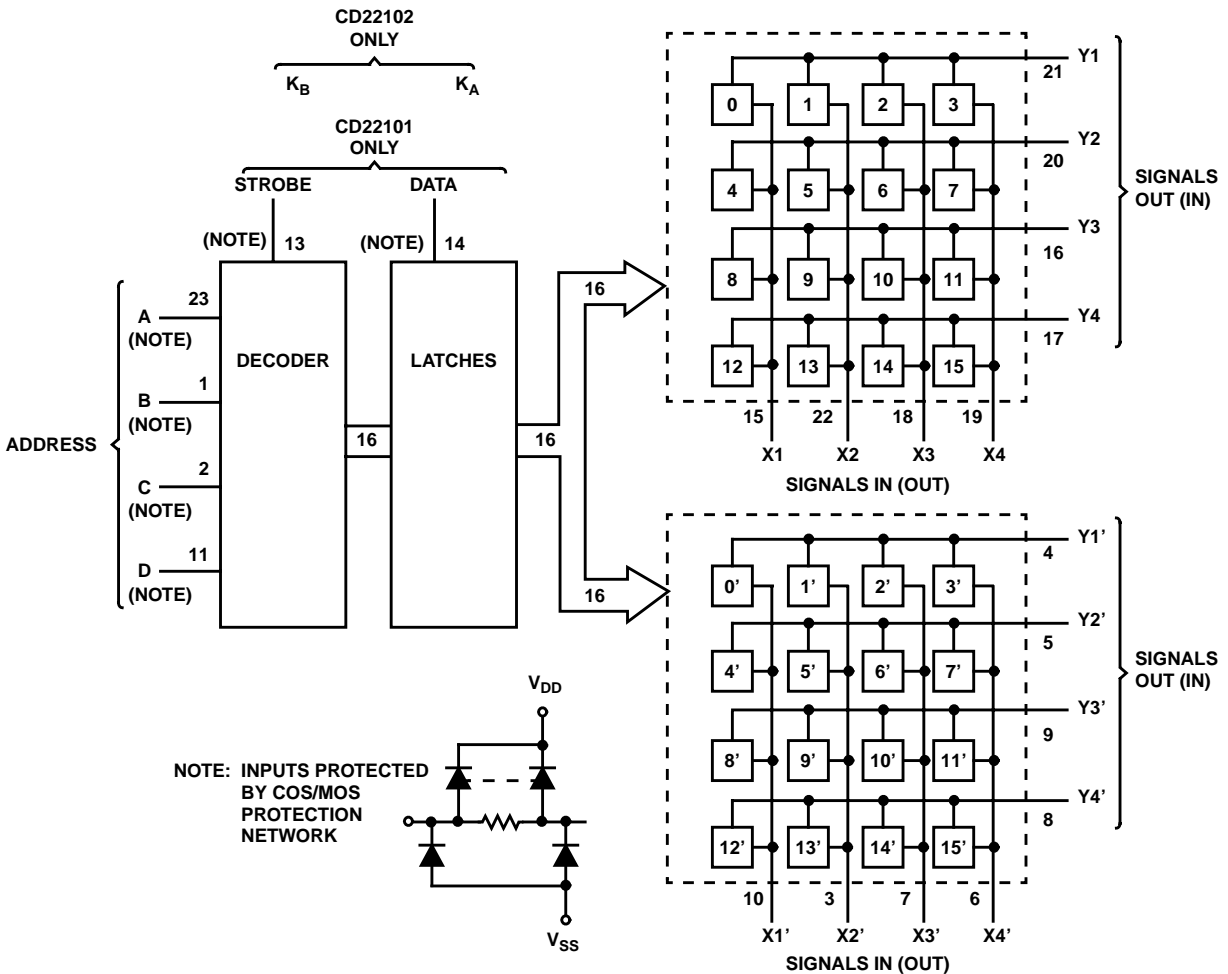 CD22102
ONLY
KB KA
CD22101
ONLY
STROBE DATA
(NOTE) 13 (NOTE) 14
ADDRESS
A 23
(NOTE)
B 1
(NOTE)
C 2
(NOTE)
D 11
(NOTE)
DECODER
16
LATCHES
16
16
16
0 1 2 3
Y1
21
4 5 6 7
Y2
20
8 9 10 11
Y3
16
12 13 14 15
Y4
17
SIGNALS
OUT (IN)
15 22 18 19
X1 X2 X3 X4
SIGNALS IN (OUT)
0’ 1’ 2’ 3’
Y1’
4
4’ 5’ 6’ 7’
Y2’
5
8’ 9’ 10’ 11’
Y3’
9
12’ 13’ 14’ 15’
Y4’
8
SIGNALS
OUT (IN)
10 3 7 6
X1’ X2’ X3’ X4’
SIGNALS IN (OUT)
NOTE: INPUTS PROTECTED
BY COS/MOS
PROTECTION
NETWORK
VDD
VSS